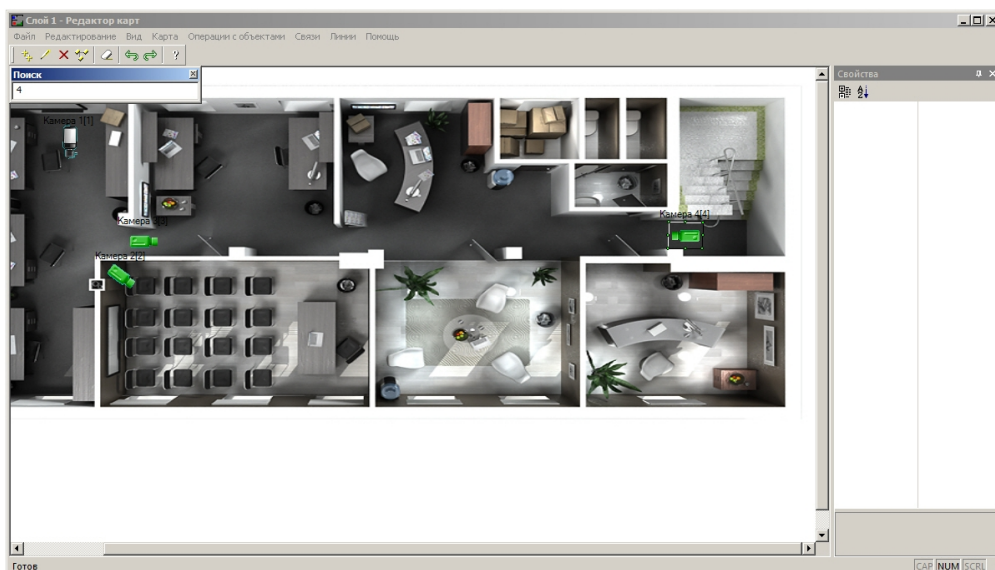 Слой 1 - Редактор карт
Файл Редактирование Вид Карта Операции с объектами Связи Линии Помощь
Поиск
4
Свойства
Камера 1[1]
Камера 4[4]
Камера
Камера 2[2]
Готов
CAP NUM SCRL